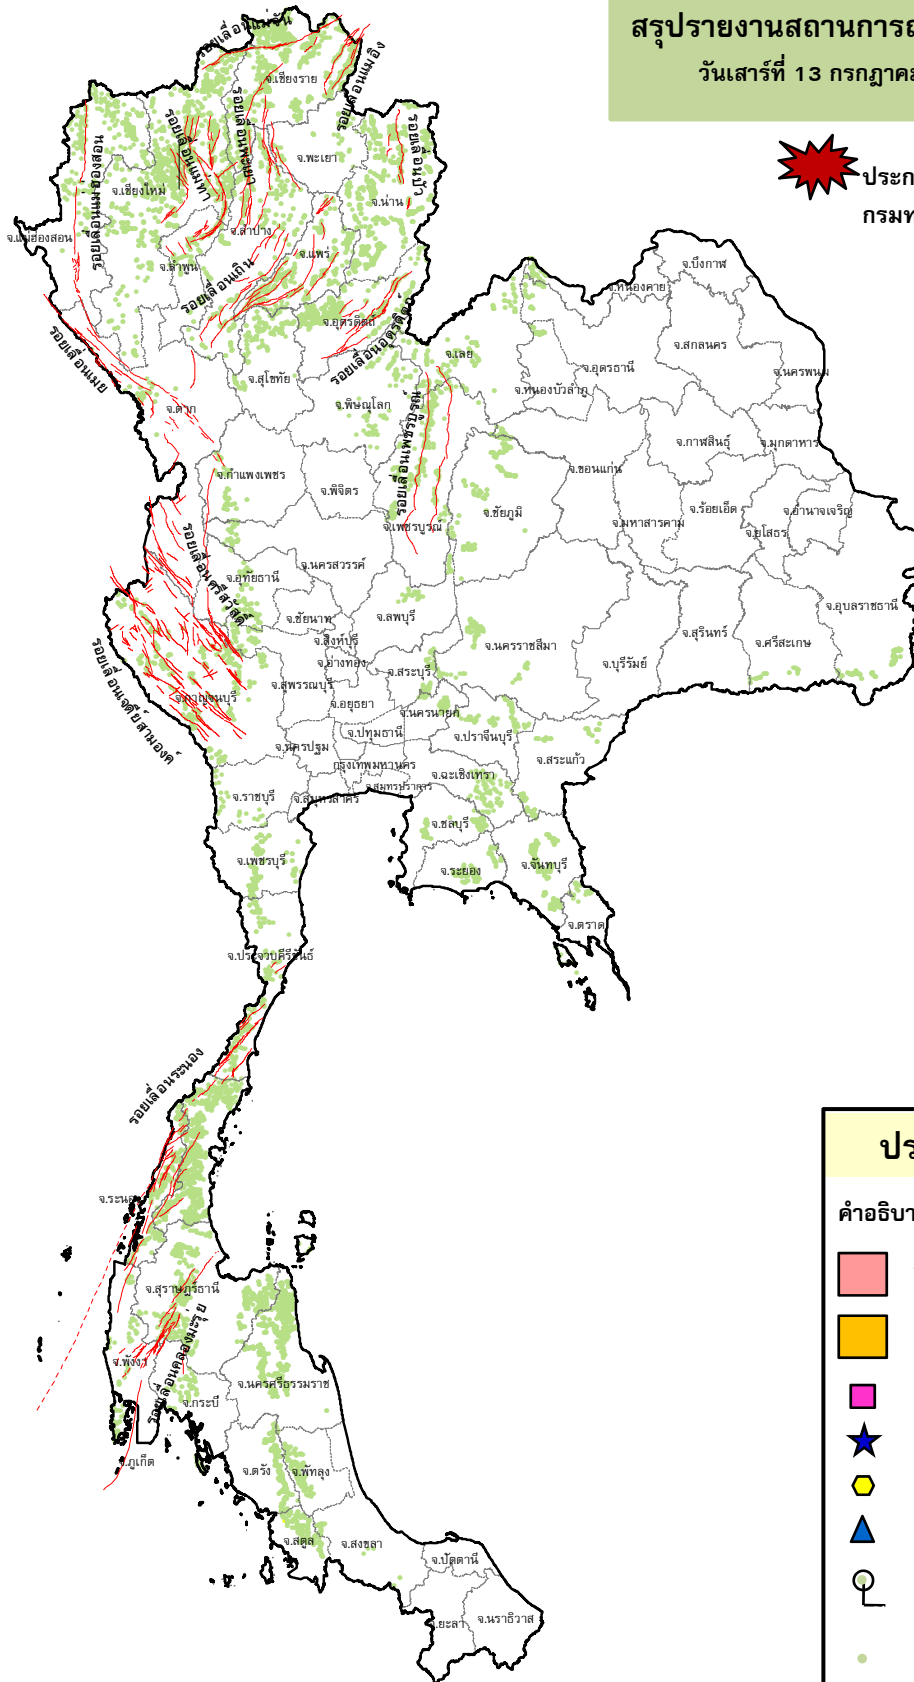 สรุปรายงานสถานการณ์
วันเสาร์ที่ 13 กรกฎาคม
ประก
กรมท
รอยเลื่อนแม่จัน
จ.เชียงราย
รอยเลื่อนแม่อิง
รอยเลื่อนพะเยา
รอยเลื่อนแม่ทา
รอยเลื่อนปัว
จ.พะเยา
จ.เชียงใหม่
จ.น่าน
รอยเลื่อนแม่ฮ่องสอน
จ.แม่ฮ่องสอน
จ.ลำปาง
จ.แพร่
จ.ลำพูน
รอยเลื่อนเถิน
จ.บึงกาฬ
จ.หนองคาย
จ.อุตรดิตถ์
รอยเลื่อนอุตรดิตถ์
รอยเลื่อนเมย
จ.สกลนคร
จ.เลย
จ.อุดรธานี
จ.นครพนม
จ.สุโขทัย
จ.หนองบัวลำภู
จ.ตาก
จ.พิษณุโลก
รอยเลื่อนเพชรบูรณ์
จ.กาฬสินธุ์
จ.มุกดาหาร
จ.กำแพงเพชร
จ.ขอนแก่น
จ.พิจิตร
จ.ชัยภูมิ
จ.ร้อยเอ็ด
จ.อำนาจเจริญ
จ.เพชรบูรณ์
จ.มหาสารคาม
จ.ยโสธร
รอยเลื่อนศรีสวัสดิ์
จ.นครสวรรค์
จ.อุทัยธานี
จ.อุบลราชธานี
จ.ชัยนาท
จ.ลพบุรี
จ.สุรินทร์
จ.สิงห์บุรี
จ.นครราชสีมา
จ.ศรีสะเกษ
จ.อ่างทอง
จ.สระบุรี
จ.บุรีรัมย์
รอยเลื่อนเจดีย์สามองค์
จ.กาญจนบุรี
จ.สุพรรณบุรี
จ.อยุธยา
จ.นครนายก
จ.ปทุมธานี
จ.ปราจีนบุรี
จ.นครปฐม
จ.สระแก้ว
กรุงเทพมหานคร
จ.ฉะเชิงเทรา
จ.สมุทรปราการ
จ.ราชบุรี
จ.สมุทรสาคร
จ.ชลบุรี
จ.เพชรบุรี
จ.ระยอง
จ.จันทบุรี
จ.ตราด
จ.ประจวบคีรีขันธ์
รอยเลื่อนระนอง
จ.ระนอง
จ.สุราษฎร์ธานี
รอยเลื่อนคลองมะรุ่ย
จ.พังงา
จ.นครศรีธรรมราช
จ.กระบี่
จ.ภูเก็ต
จ.ตรัง
จ.พัทลุง
จ.สตูล
จ.สงขลา
จ.ปัตตานี
จ.ยะลา
จ.นราธิวาส
ปร
คำอธิบา